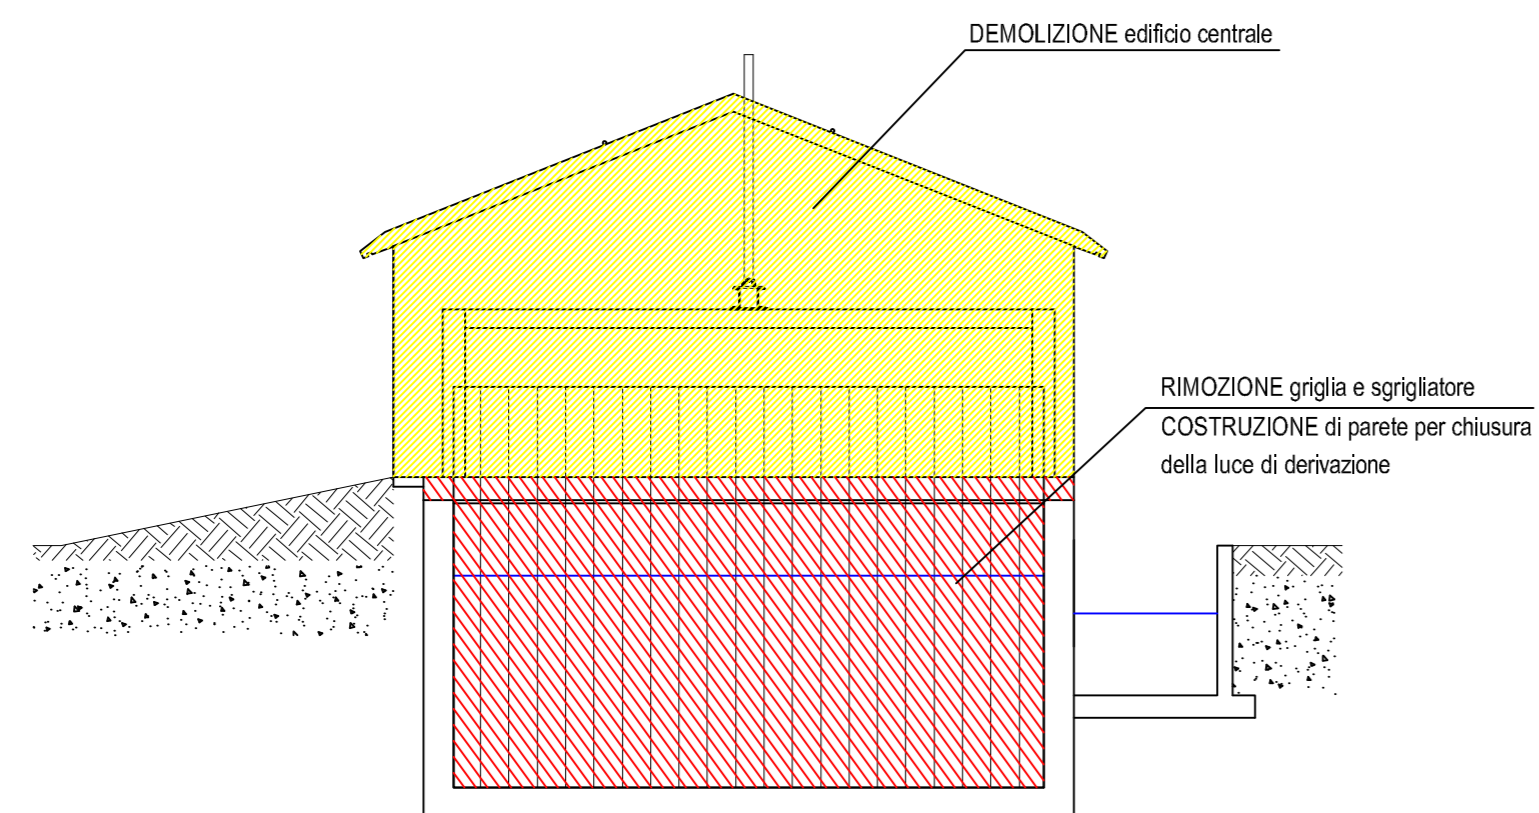 DEMOLIZIONE edificio centrale
RIMOZIONE griglia e sgrigliatore
COSTRUZIONE di parete per chiusura
della luce di derivazione